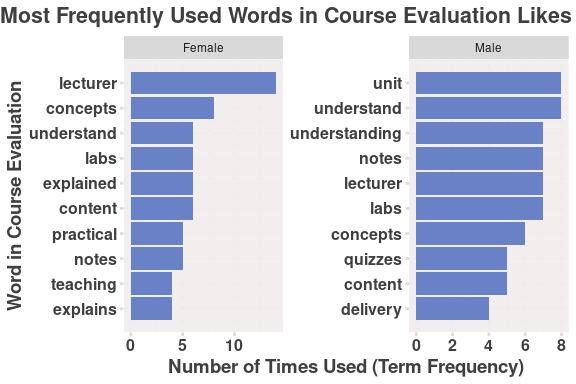 Most Frequently Used Words in Course Evaluation Likes
Female
Male
Word in Course Evaluation
lecturer
concepts
understand
labs
explained
content
practical
notes
teaching
explains
0 5 10
unit
understand
understanding
notes
lecturer
labs
concepts
quizzes
content
delivery
0 2 4 6 8
Number of Times Used (Term Frequency)